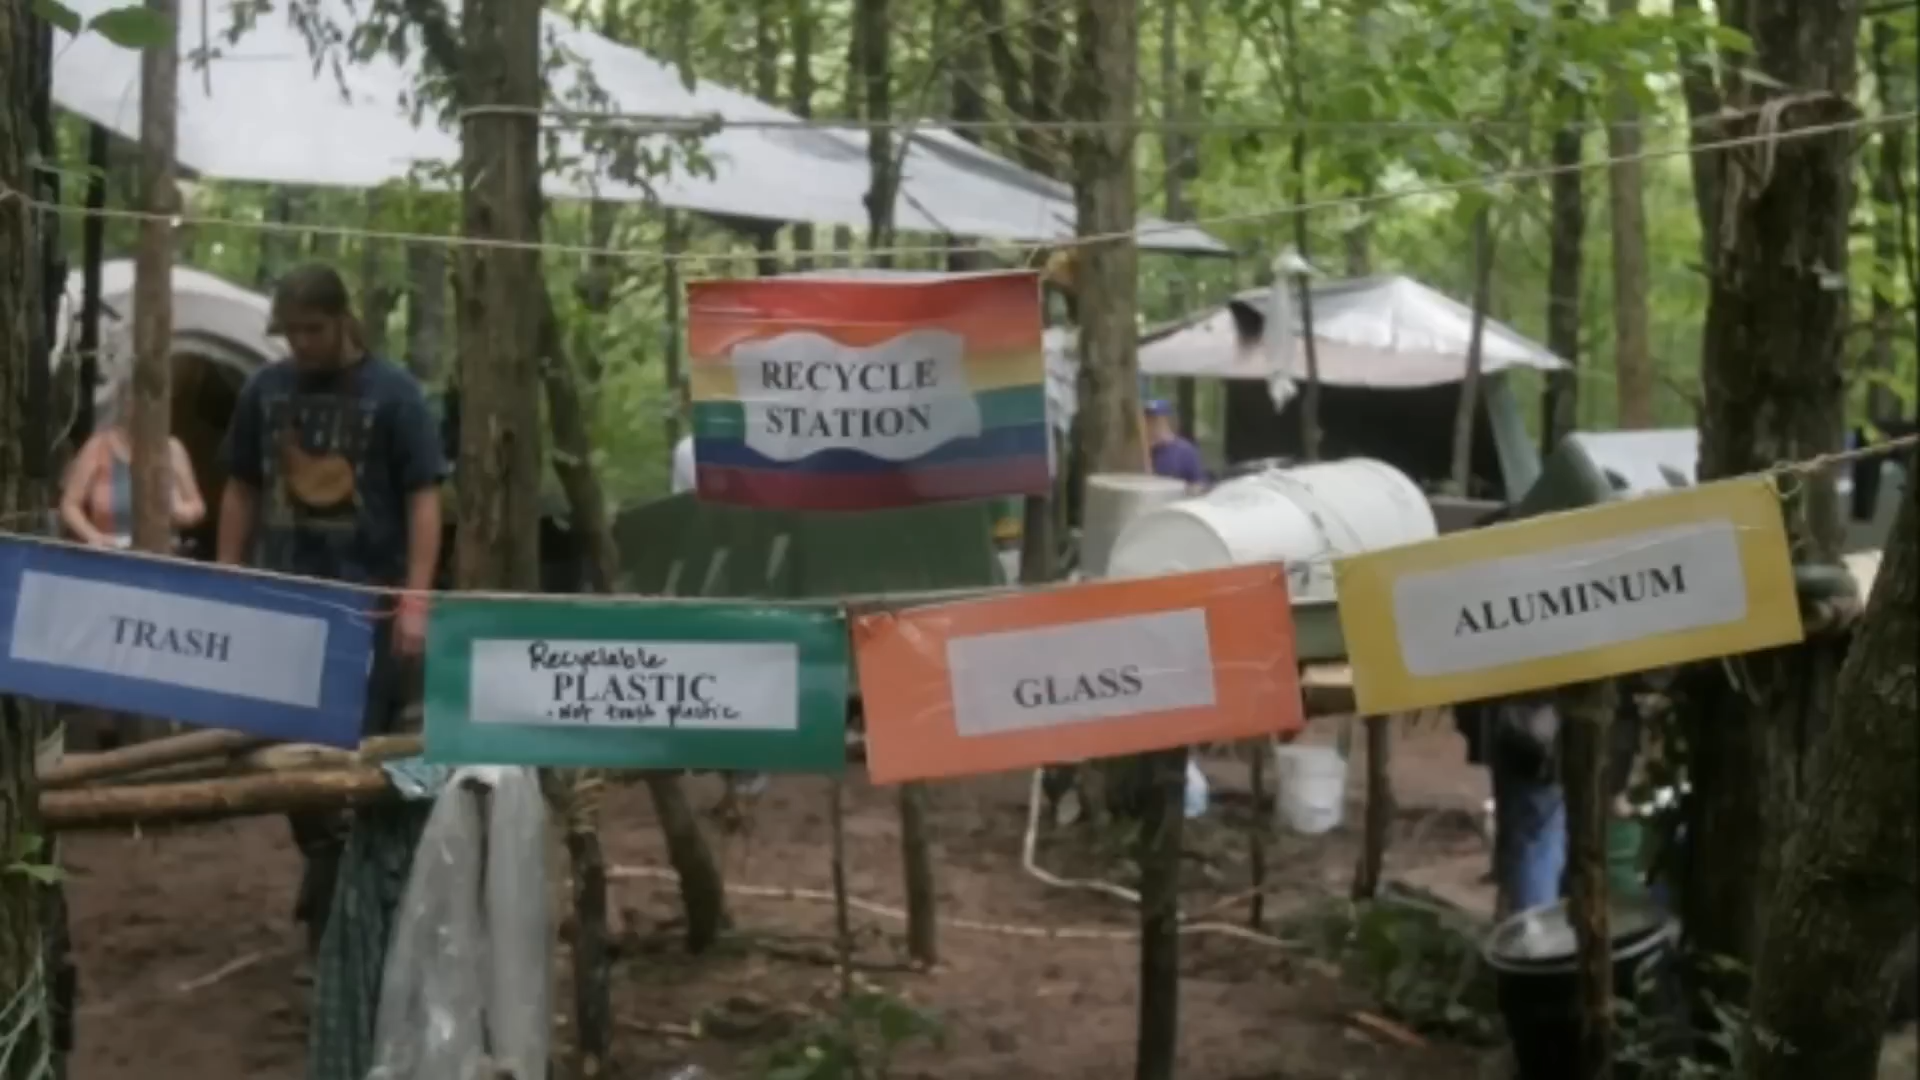 RECYCLE
STATION
TRASH
Recyclable
PLASTIC
- Not trash plastic
GLASS
ALUMINUM